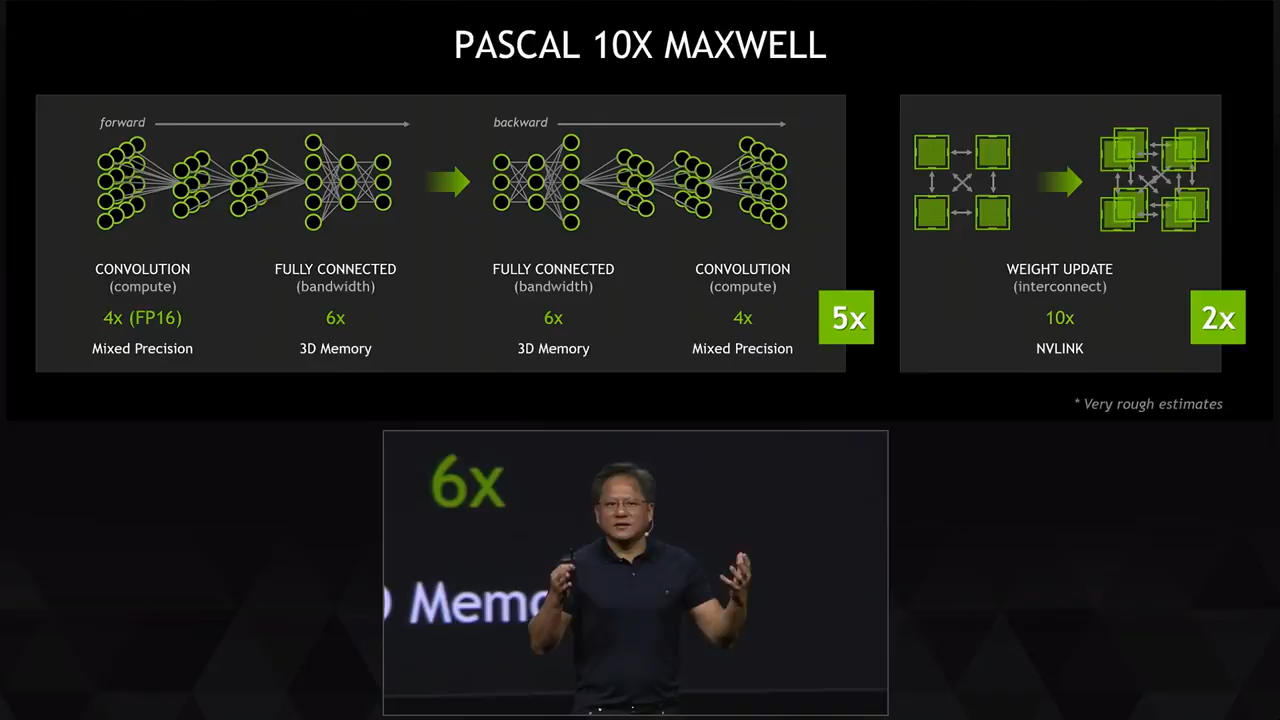 PASCAL 10X MAXWELL
forward
backward
CONVOLUTION
(compute)
4x (FP16)
Mixed Precision
FULL​Y CONNECTED
(bandwidth)
6x
3D Memory
FULLY CONNECTED
(bandwidth)
6x
3D Memory
CONVOLUTION
(compute)
4x
Mixed Precision
5x
WEIGHT UPDATE
(interconnect)
10x
NVLINK
2x
* Very rough estimates
6x
D Memo